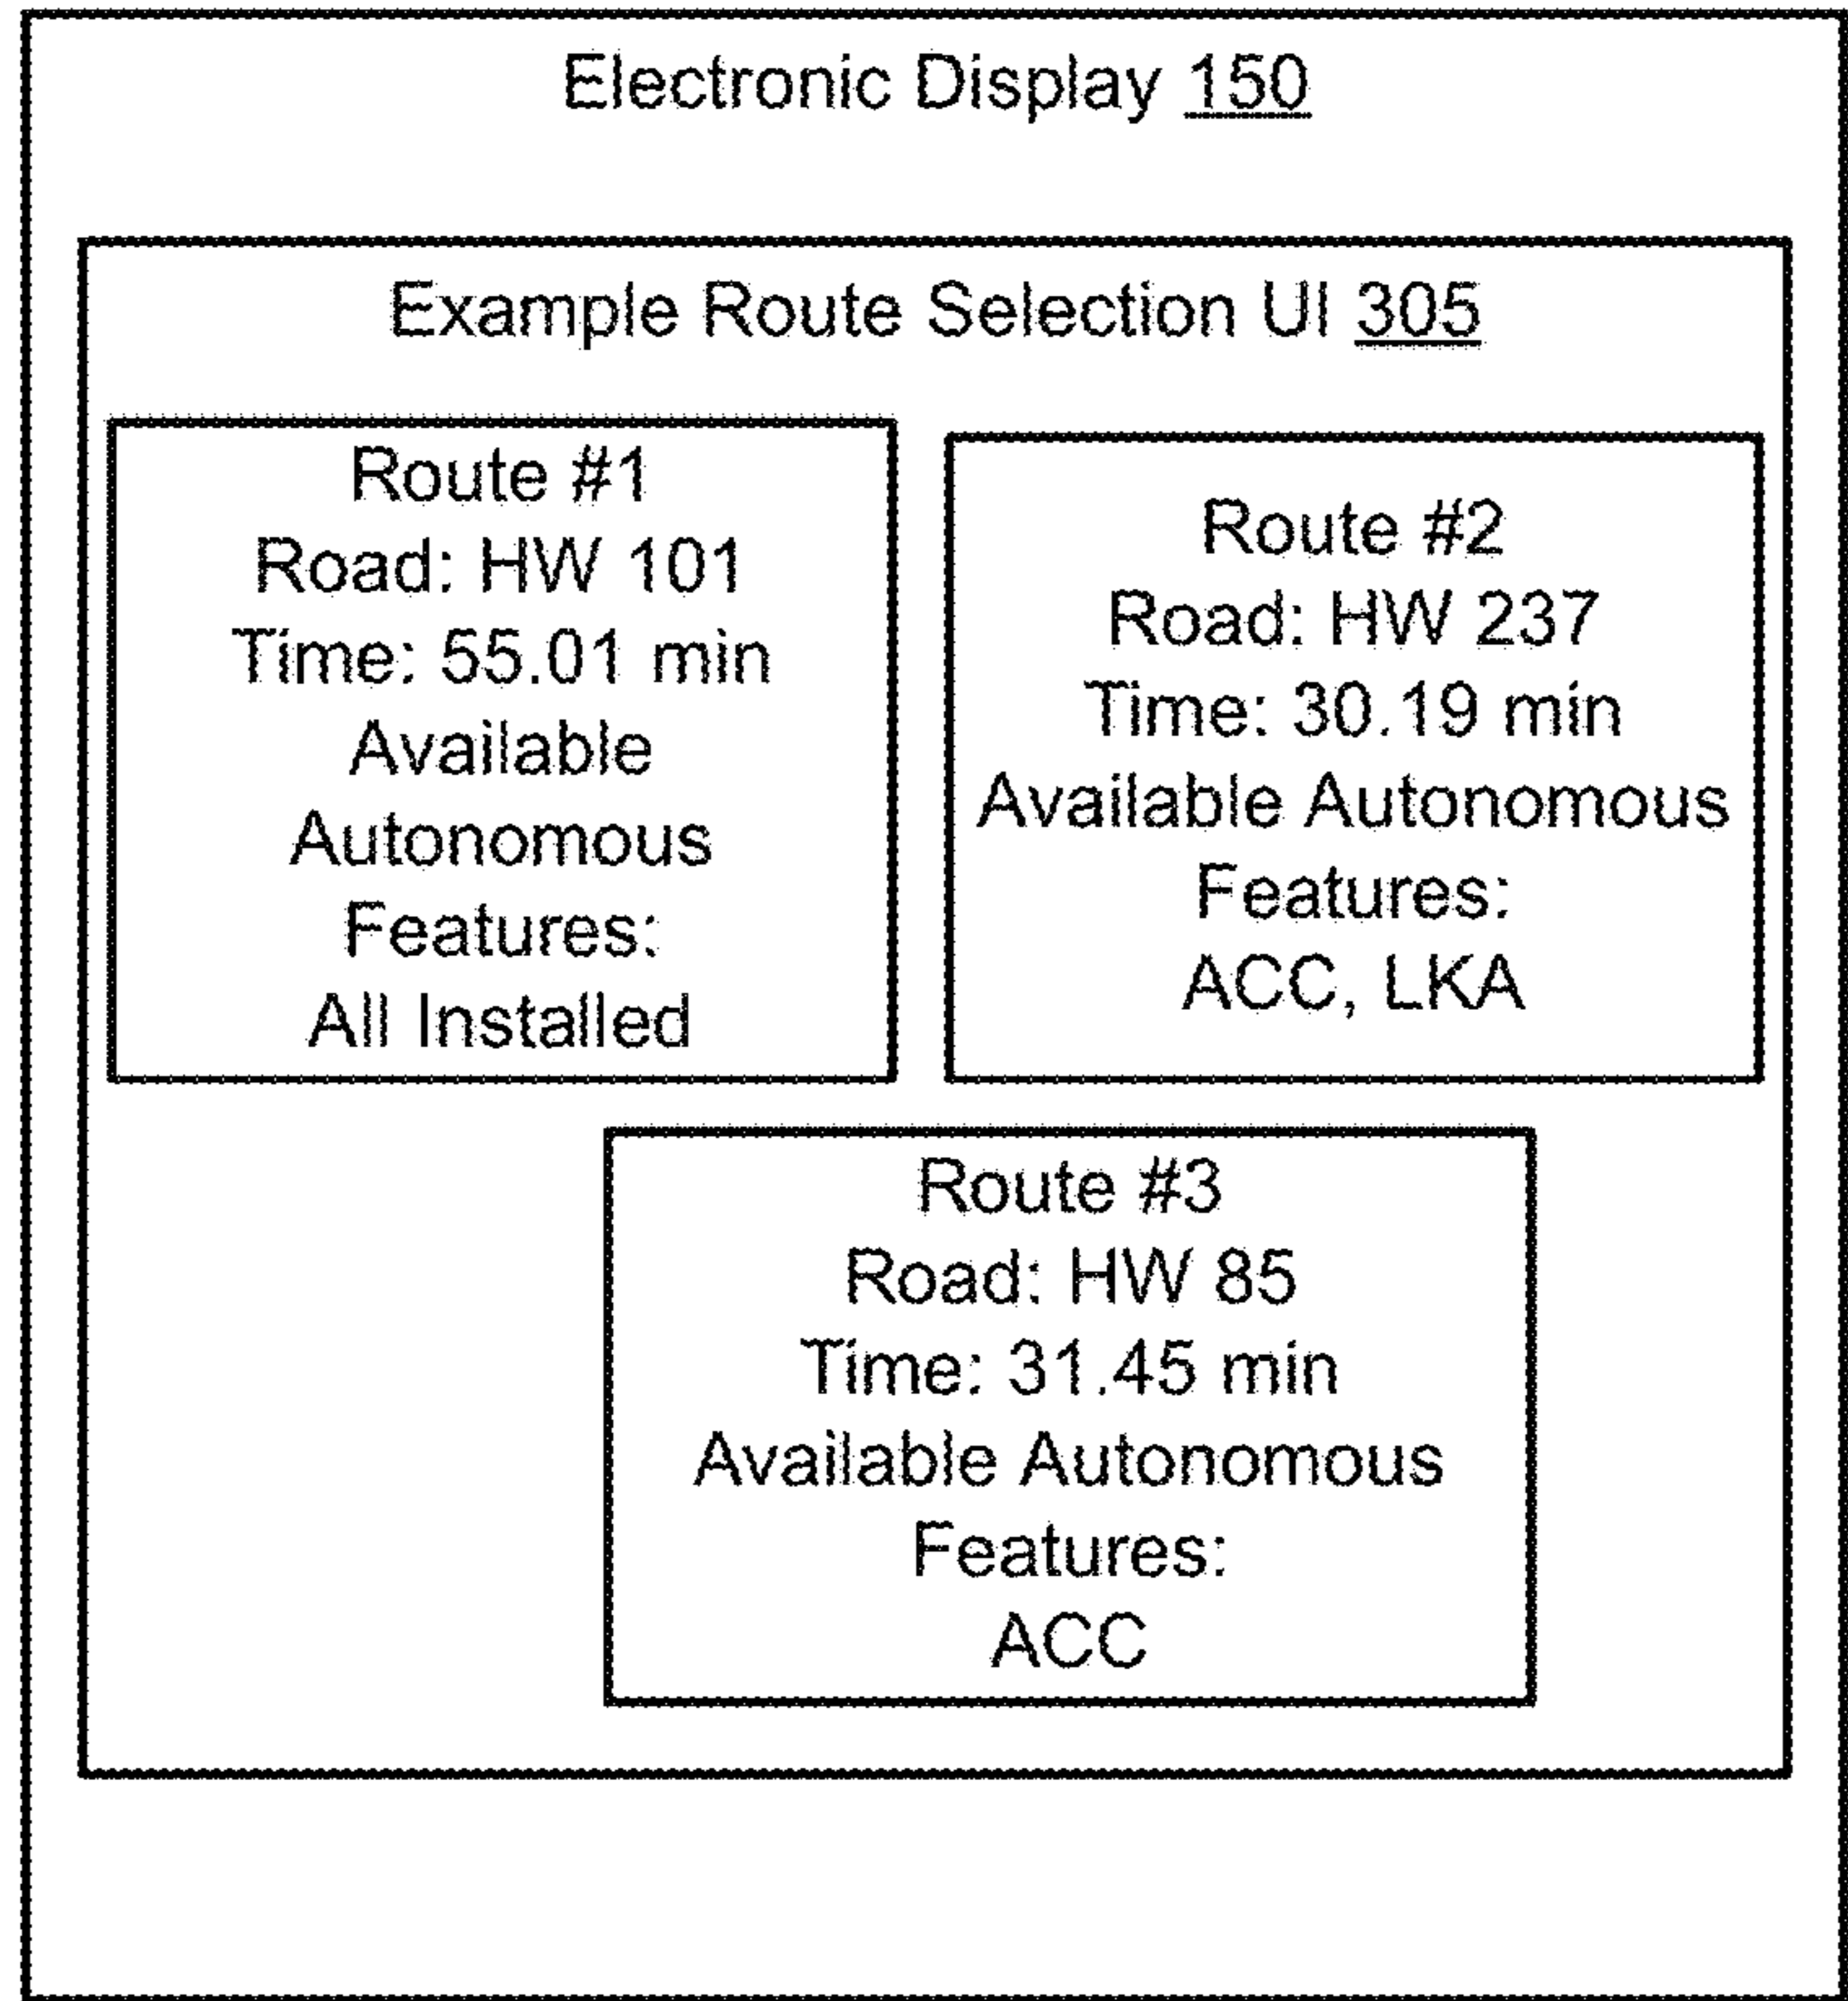 Electronic Display 150
Example Route Selection UI 305
Route #1
Road: HW 101
Time: 55.01 min
Available
Autonomous
Features:
All Installed
Route #2
Road: HW 237
Time: 30.19 min
Available Autonomous
Features:
ACC, LKA
Route #3
Road: HW 85
Time: 31.45 min
Available Autonomous
Features:
ACC